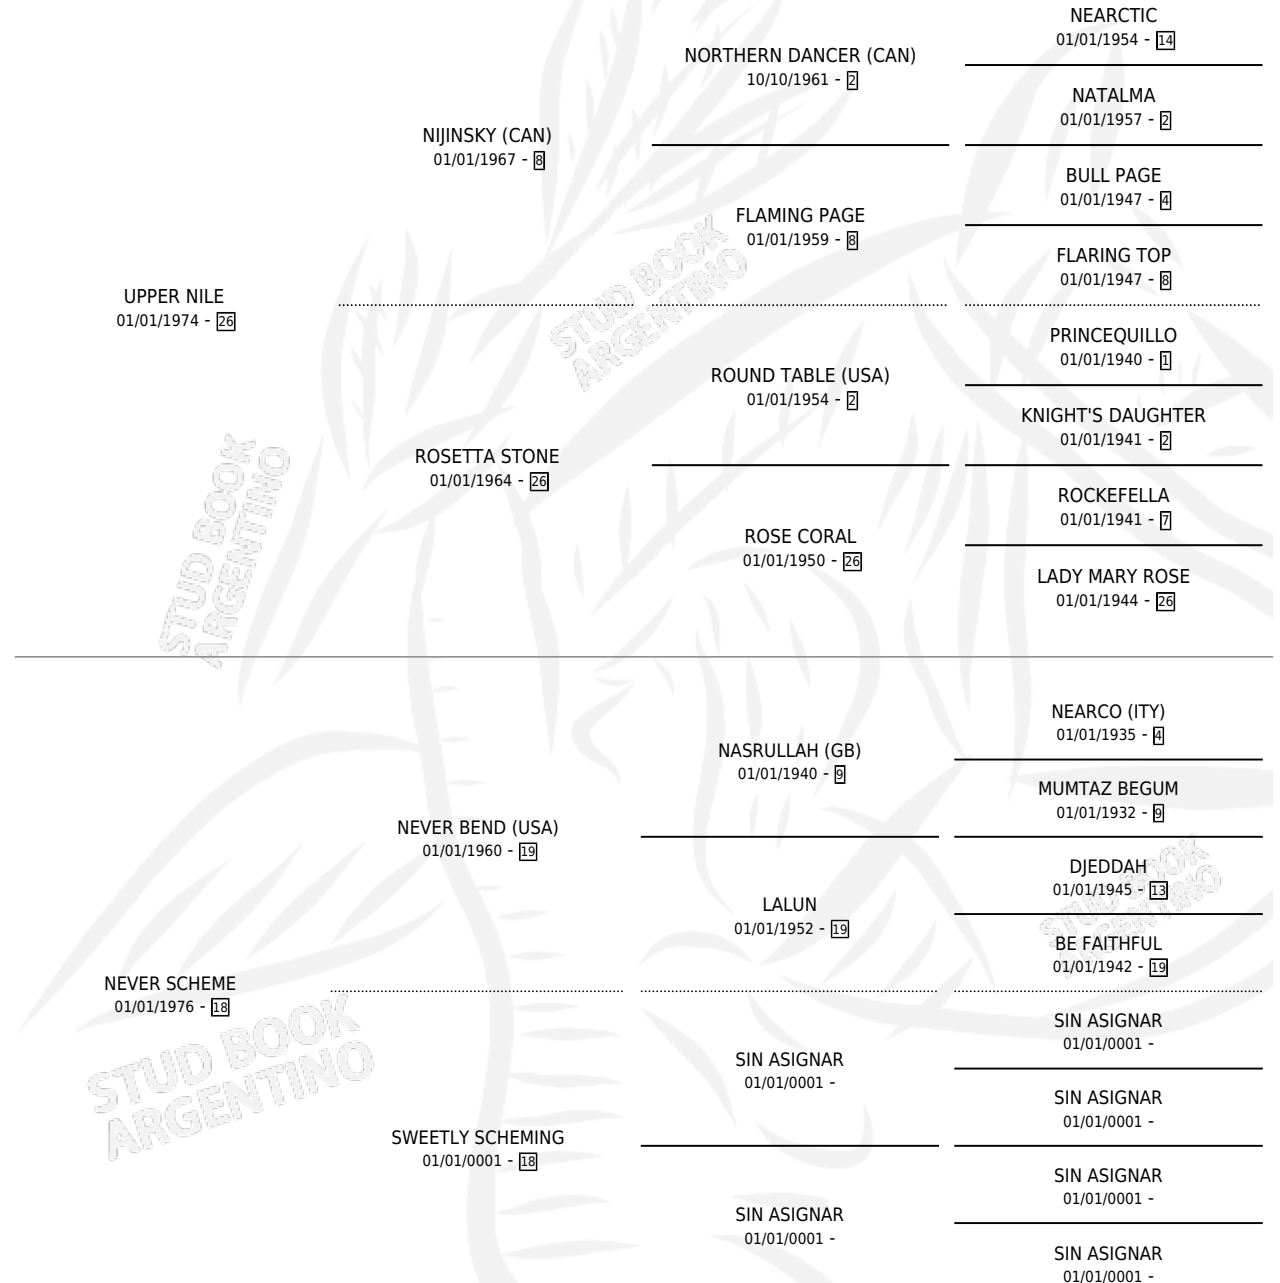 NEARCTIC
01/01/1954 - 14
NORTHERN DANCER (CAN)
10/10/1961 - 2
NATALMA
01/01/1957 - 2
NIJINSKY (CAN)
01/01/1967 - 8
BULL PAGE
01/01/1947 - 4
FLAMING PAGE
01/01/1959 - 8
FLARING TOP
01/01/1947 - 8
UPPER NILE
01/01/1974 - 26
STUD BOOK
ARGENTINO
PRINCEQUILLO
01/01/1940 - 1
ROUND TABLE (USA)
01/01/1954 - 2
KNIGHT'S DAUGHTER
01/01/1941 - 2
ROSETTA STONE
01/01/1964 - 26
ROCKEFELLA
01/01/1941 - 7
ROSE CORAL
01/01/1950 - 26
LADY MARY ROSE
01/01/1944 - 26
STUD BOOK
ARGENTINO
NEARCO (ITY)
01/01/1935 - 4
NASRULLAH (GB)
01/01/1940 - 9
MUMTAZ BEGUM
01/01/1932 - 9
NEVER BEND (USA)
01/01/1960 - 19
DJEDDAH
01/01/1945 - 13
LALUN
01/01/1952 - 19
BE FAITHFUL
01/01/1942 - 19
STUD BOOK
ARGENTINO
NEVER SCHEME
01/01/1976 - 18
STUD BOOK
ARGENTINO
SIN ASIGNAR
01/01/0001 -
SIN ASIGNAR
01/01/0001 -
SIN ASIGNAR
01/01/0001 -
SWEETLY SCHEMING
01/01/0001 - 18
SIN ASIGNAR
01/01/0001 -
SIN ASIGNAR
01/01/0001 -
SIN ASIGNAR
01/01/0001 -